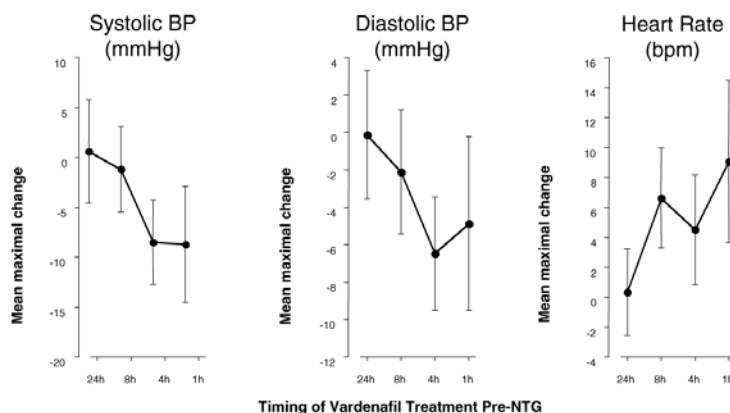 Systolic BP
(mmHg)
Mean maximal change
10
5
0
-5
-10
-15
-20
24h 8h 4h 1h
Diastolic BP
(mmHg)
Mean maximal change
4
2
0
-2
-4
-6
-8
-10
-12
24h 8h 4h 1h
Heart Rate
(bpm)
Mean maximal change
16
14
12
10
8
6
4
2
0
-2
-4
24h 8h 4h 1h
Timing of Vardenafil Treatment Pre-NTG